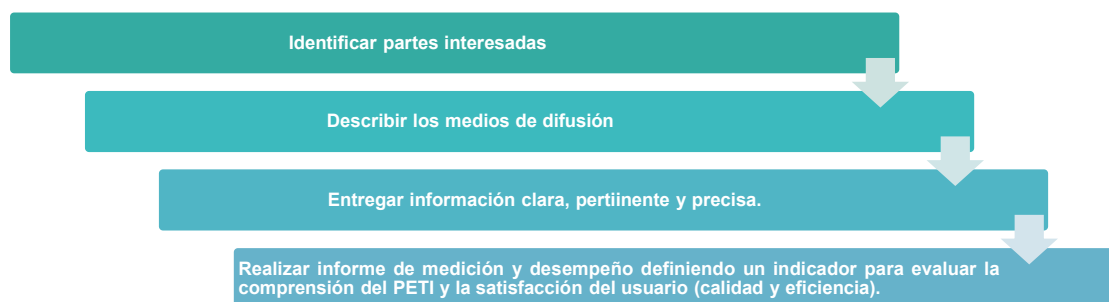 Identificar partes interesadas
Describir los medios de difusión
Entregar información clara, pertiinente y precisa.
Realizar informe de medición y desempeño definiendo un indicador para evaluar la
comprensión del PETI y la satisfacción del usuario (calidad y eficiencia).